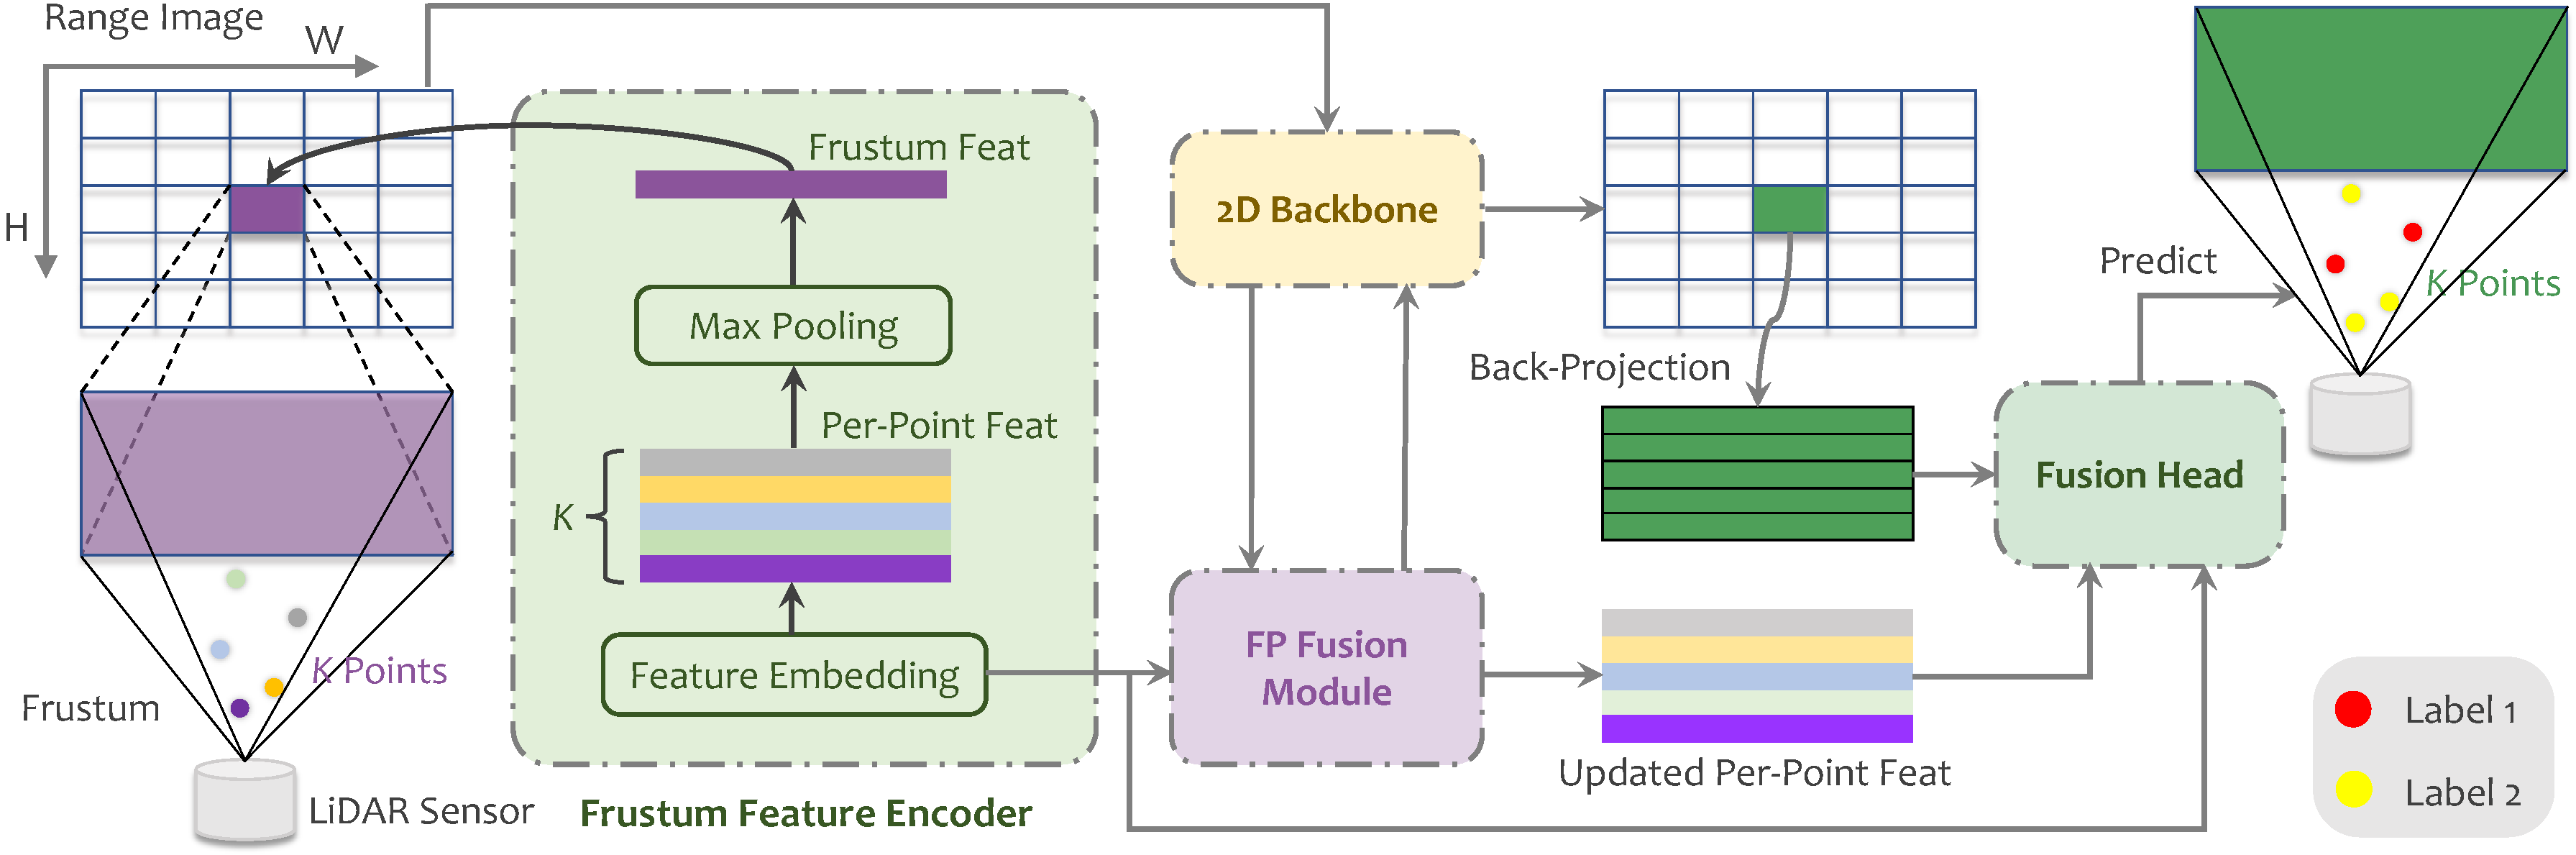 Range Image
W
H
Frustum Feat
Max Pooling
Per-Point Feat
K
Feature Embedding
K Points
Frustum
LiDAR Sensor
Frustum Feature Encoder
2D Backbone
FP Fusion
Module
Back-Projection
Updated Per-Point Feat
Fusion Head
Predict
K Points
Label 1
Label 2